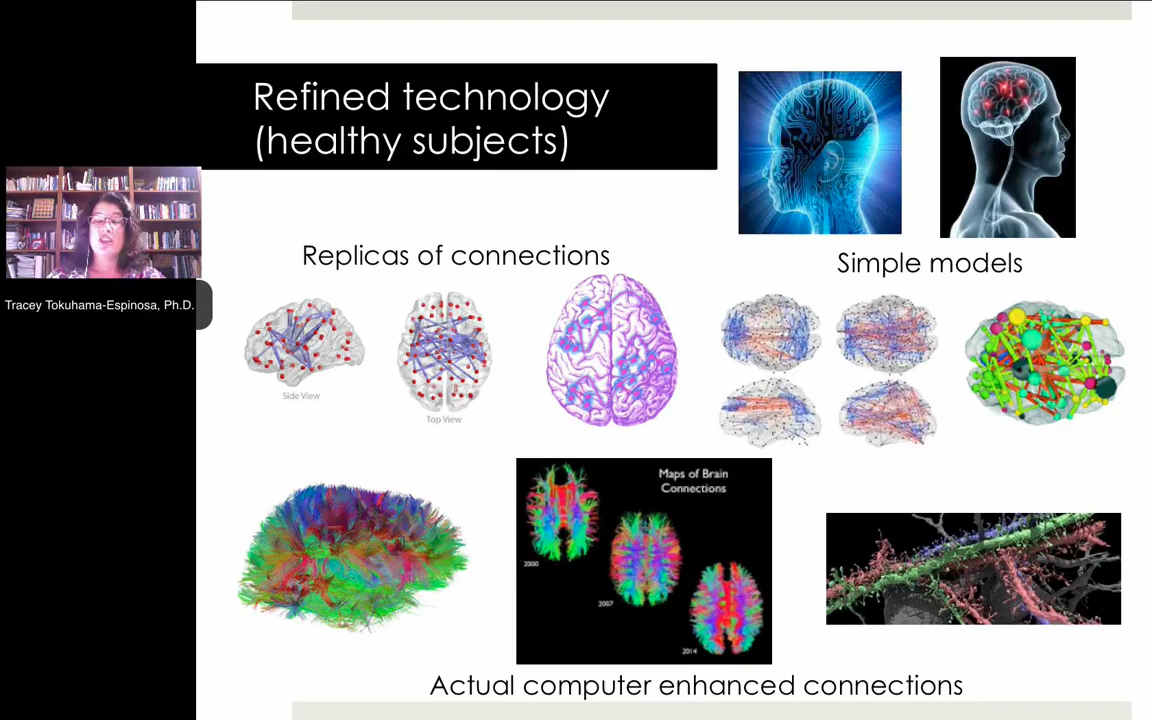 Refined technology
(healthy subjects)
Tracey Tokuhama-Espinosa, Ph.D.
Replicas of connections
Simple models
Side View
Top View
Maps of Brain
Connections
2000
2007
2014
Actual computer enhanced connections